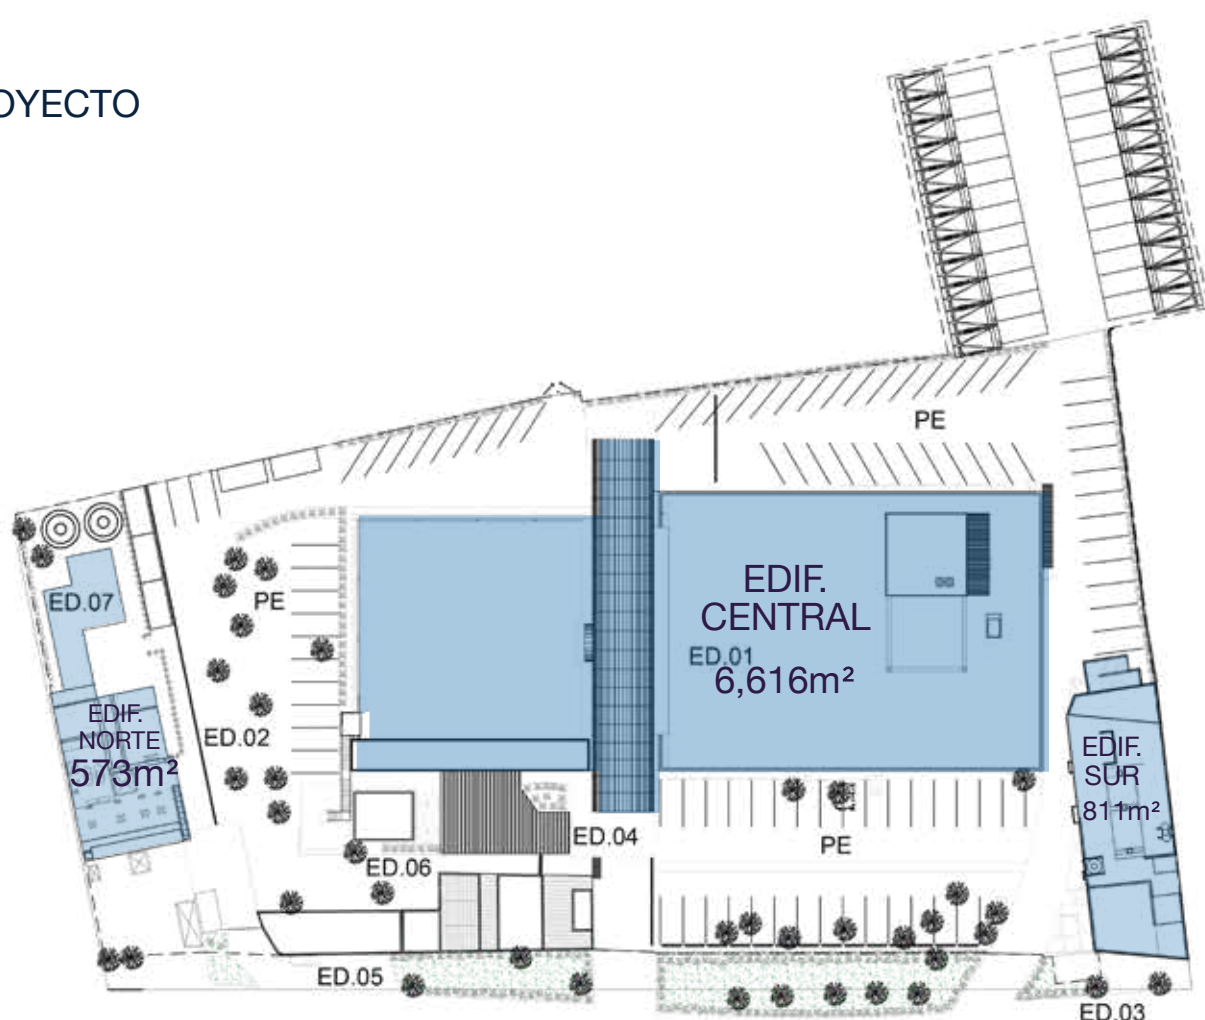 OYECTO
PE
EDIF.
CENTRAL
ED.01
6,616m²
ED.07
PE
EDIF.
NORTE
573m²
ED.02
EDIF.
SUR
811m²
ED.04
PE
ED.06
ED.05
ED.03